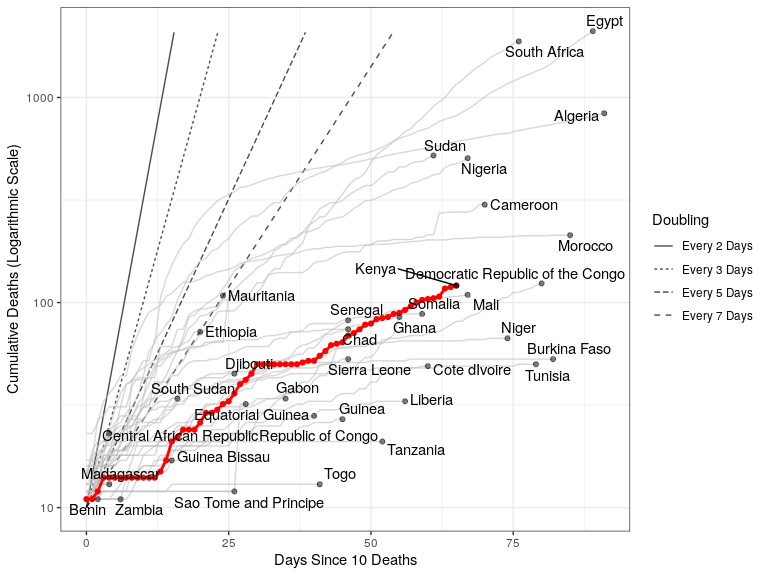 Egypt
South Africa
1000
Algeria
Sudan
Nigeria
Cameroon
Morocco
Kenya
Democratic Republic of the Congo
Mauritania
100
Somalia
Mali
Senegal
Ethiopia
Ghana
Niger
Chad
Burkina Faso
Djibouti
Sierra Leone
Cote dIvoire
Tunisia
South Sudan
Gabon
Liberia
Equatorial Guinea
Guinea
Central African Republic
Republic of Congo
Tanzania
Guinea Bissau
Madagascar
Togo
Sao Tome and Principe
10
Benin
Zambia
0
25
50
75
Days Since 10 Deaths
Cumulative Deaths (Logarithmic Scale)
Doubling
Every 2 Days
Every 3 Days
Every 5 Days
Every 7 Days